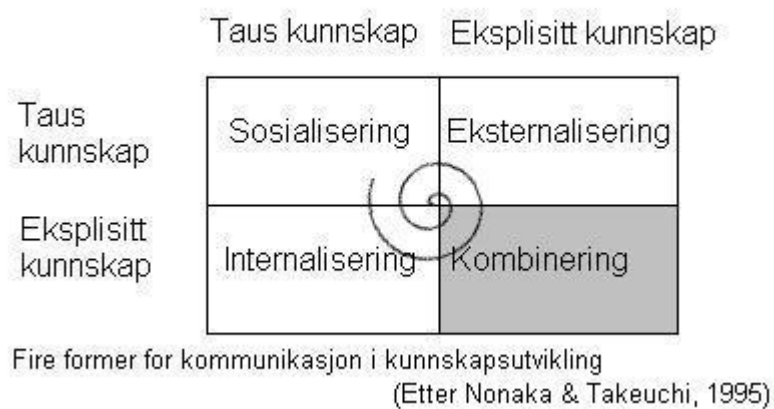 Taus kunnskap Eksplisitt kunnskap
Taus
kunnskap
Sosialisering Eksternalisering
Eksplisitt
kunnskap
Internalisering Kombinering
Fire former for kommunikasjon i kunnskapsutvikling
(Etter Nonaka & Takeuchi, 1995)